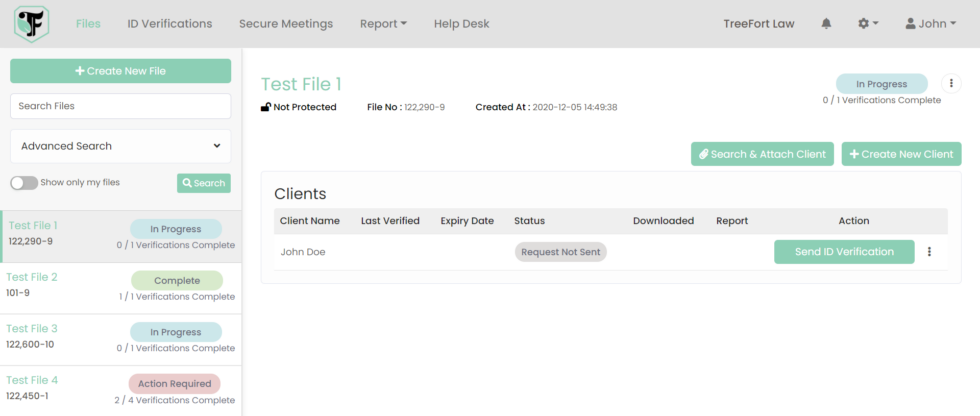 Files ID Verifications Secure Meetings Report Help Desk TreeFort Law John
Create New File
Search Files
Advanced Search
Show only my files Search
Test File 1 In Progress
122,290-9 0 / 1 Verifications Complete
Test File 2 Complete
101-9 1 / 1 Verifications Complete
Test File 3 In Progress
122,600-10 0 / 1 Verifications Complete
Test File 4 Action Required
122,450-1 2 / 4 Verifications Complete
Test File 1 In Progress
Not Protected File No : 122,290-9 Created At : 2020-12-05 14:49:38 0 / 1 Verifications Complete
Search & Attach Client Create New Client
Clients
Client Name Last Verified Expiry Date Status Downloaded Report Action
John Doe Request Not Sent Send ID Verification